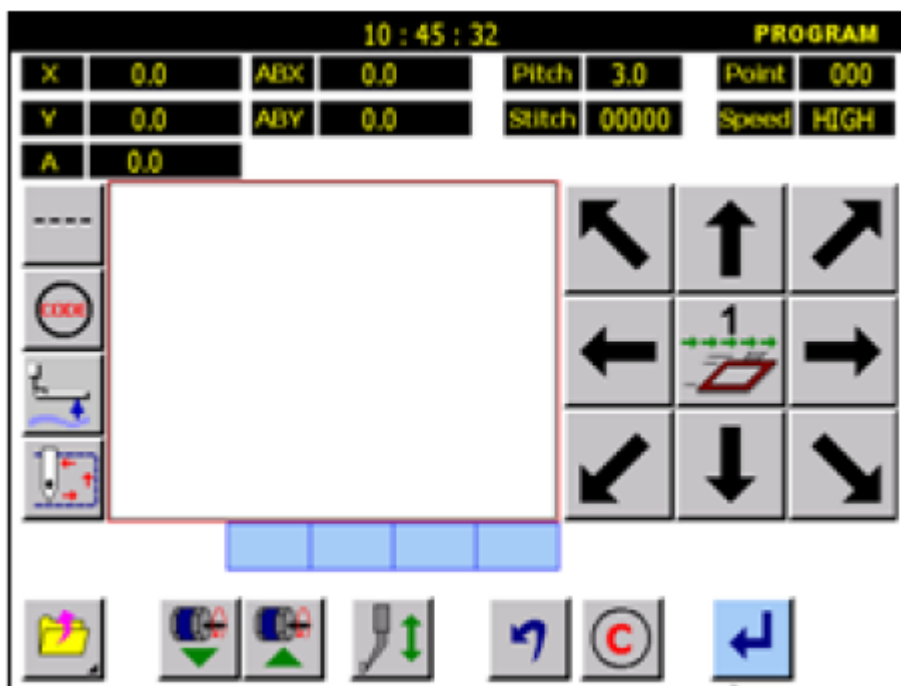 10 : 45 : 32 PROGRAM
X 0.0 ABX 0.0 Pitch 3.0 Point 000
Y 0.0 ABY 0.0 Stitch 00000 Speed HIGH
A 0.0
----
CODE
1
C